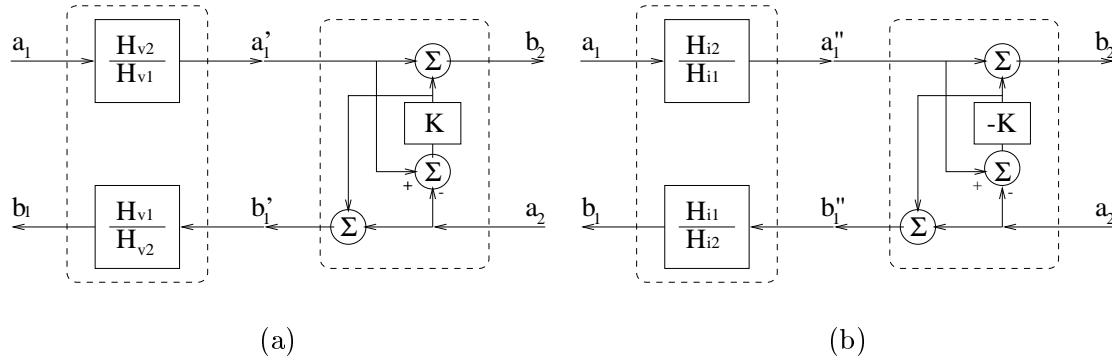 a1 Hv2 Hv1 a1' Σ b2
K
+ Σ -
b1 Hv1 Hv2 b1' Σ a2
(a)
a1 Hi2 Hi1 a1'' Σ b2
-K
+ Σ -
b1 Hi1 Hi2 b1'' Σ a2
(b)